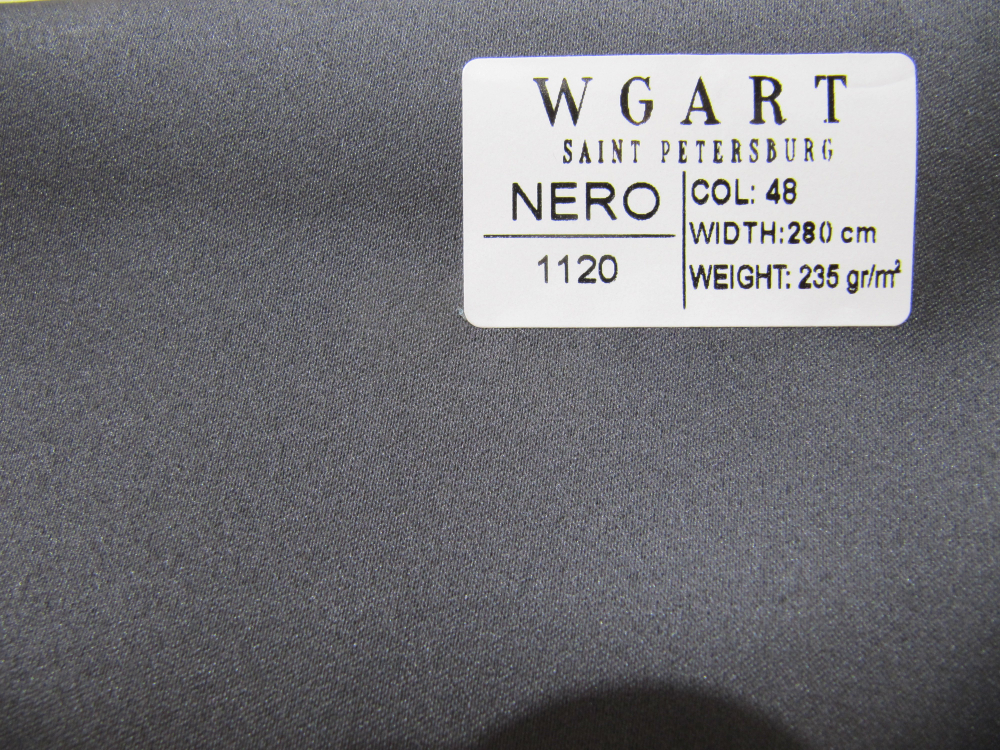 WGART
SAINT PETERSBURG
NERO
1120
COL: 48
WIDTH:280 cm
WEIGHT: 235 gr/m²